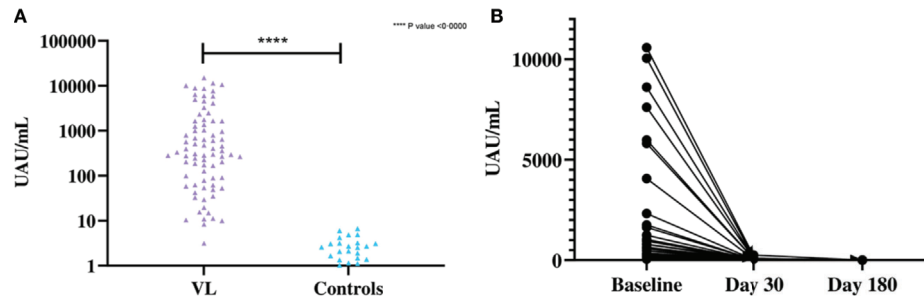 A
**** P value <0·0000
****
100000
10000
1000
100
10
1
UAU/mL
VL Controls
B
10000
5000
0
UAU/mL
Baseline Day 30 Day 180